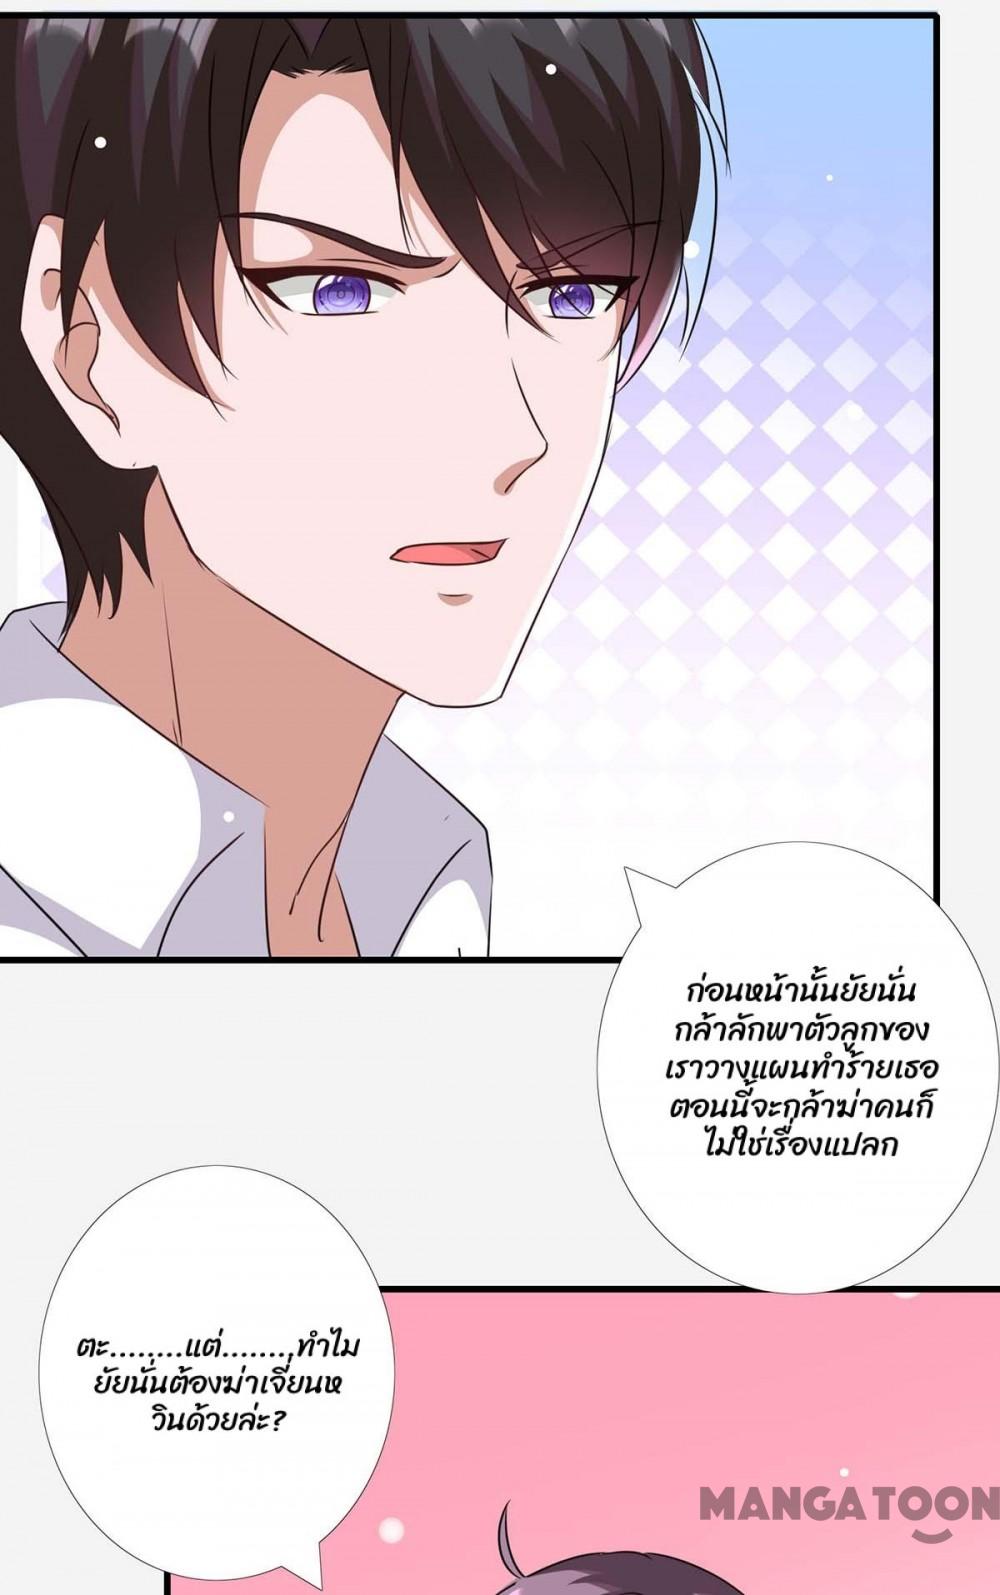 ก่อนหน้านั้นยัยนั่น
กล้าลักพาตัวลูกของ
เราวางแผนทำร้ายเธอ
ตอนนี้จะกล้าฆ่าคนก็
ไม่ใช่เรื่องแปลก
ตะ........แต่........ทำไม
ยัยนั่นต้องฆ่าเจี่ยนห
วินด้วยล่ะ?
MANGATOON